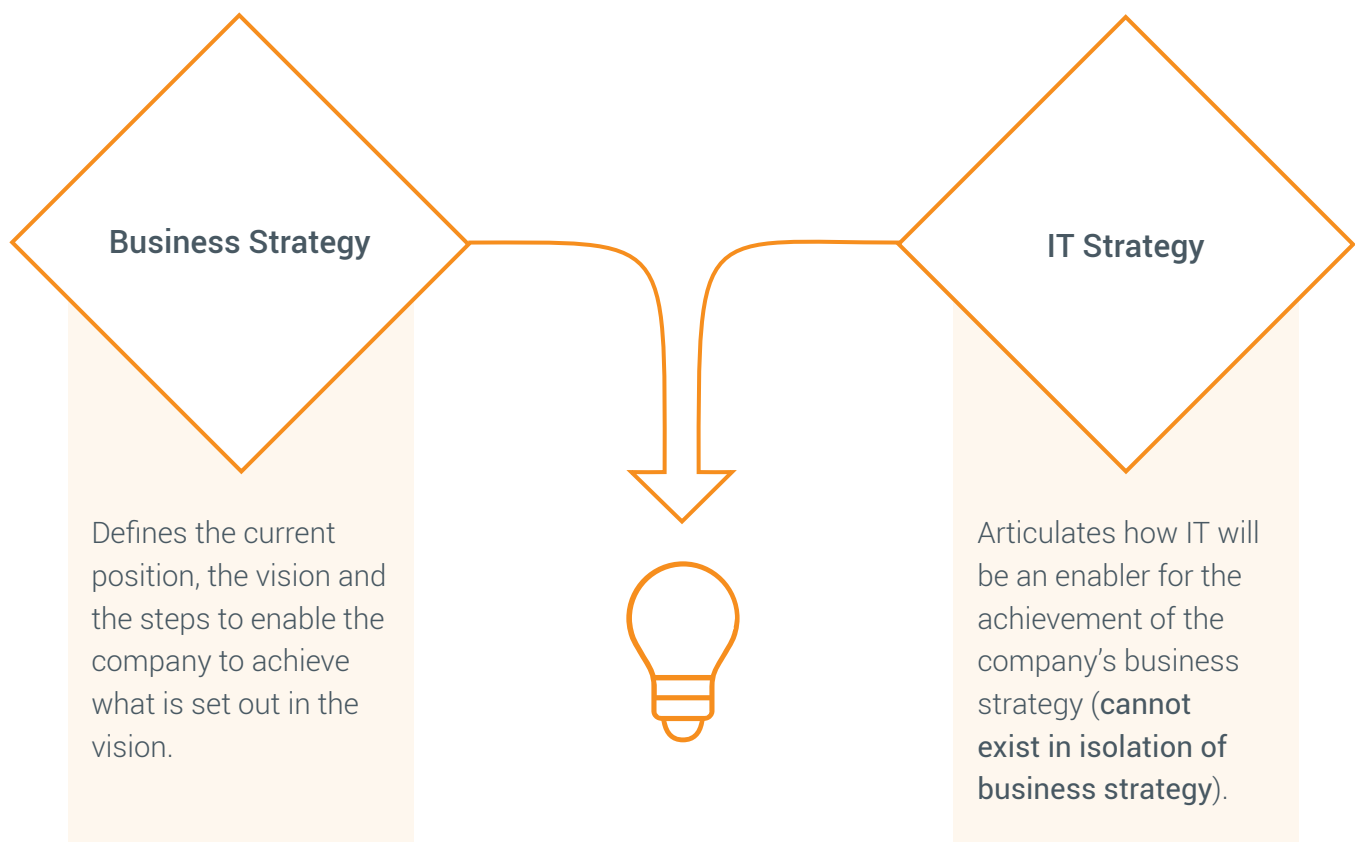 Business Strategy
Defines the current
position, the vision and
the steps to enable the
company to achieve
what is set out in the
vision.
IT Strategy
Articulates how IT will
be an enabler for the
achievement of the
company’s business
strategy (cannot
exist in isolation of
business strategy).